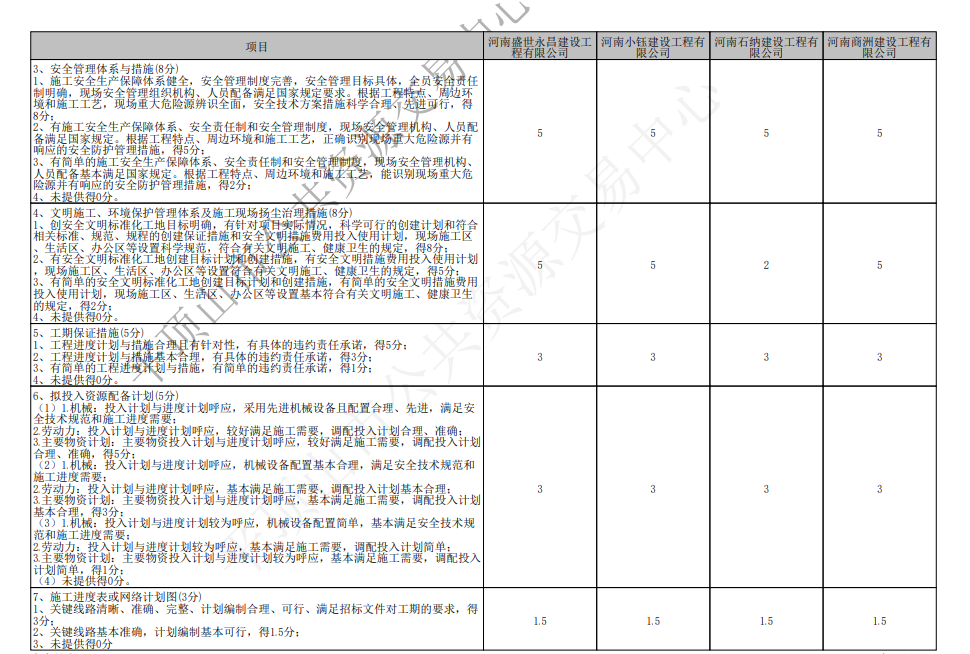 项目
河南盛世永昌建设工程有限公司
河南小钰建设工程有限公司
河南石纳建设工程有限公司
河南商洲建设工程有限公司
3、安全管理体系与措施(8分)
1、施工安全生产保障体系健全，安全管理制度完善，安全管理目标具体，全员安全责任
制明确，现场安全管理组织机构、人员配备满足国家规定要求。根据工程特点、周边环
境和施工工艺，现场重大危险源辨识全面，安全技术方案措施科学合理、先进可行，得
8分；
2、有施工安全生产保障体系、安全责任制和安全管理制度，现场安全管理机构、人员配
备满足国家规定。根据工程特点、周边环境和施工工艺，正确识别现场重大危险源并有
响应的安全防护管理措施，得5分；
3、有简单的施工安全生产保障体系、安全责任制和安全管理制度，现场安全管理机构、
人员配备基本满足国家规定。根据工程特点、周边环境和施工工艺，能识别现场重大危
险源并有响应的安全防护管理措施，得2分；
4、未提供得0分。
5
5
5
5
4、文明施工、环境保护管理体系及施工现场扬尘治理措施(8分)
1、创安全文明标准化工地目标明确，有针对项目实际情况，科学可行的创建计划和符合
相关标准、规范、规程的创建保证措施和安全文明措施费用投入使用计划，现场施工区
、生活区、办公区等设置科学规范，符合有关文明施工、健康卫生的规定，得8分；
2、有安全文明标准化工地创建目标计划和创建措施，有安全文明措施费用投入使用计划
，现场施工区、生活区、办公区等设置符合有关文明施工、健康卫生的规定，得5分；
3、有简单的安全文明标准化工地创建目标计划和创建措施，有简单的安全文明措施费用
投入使用计划，现场施工区、生活区、办公区等设置基本符合有关文明施工、健康卫生
的规定，得2分；
4、未提供得0分。
5
5
2
5
5、工期保证措施(5分)
1、工程进度计划与措施合理且有针对性，有具体的违约责任承诺，得5分；
2、工程进度计划与措施基本合理，有具体的违约责任承诺，得3分；
3、有简单的工程进度计划与措施，有简单的违约责任承诺，得1分；
4、未提供得0分。
3
3
3
3
6、拟投入资源配备计划(5分)
（1）1.机械：投入计划与进度计划呼应，采用先进机械设备且配置合理、先进，满足安
全技术规范和施工进度需要；
2.劳动力：投入计划与进度计划呼应，较好满足施工需要，调配投入计划合理、准确；
3.主要物资计划：主要物资投入计划与进度计划呼应，较好满足施工需要，调配投入计划
合理、准确，得5分；
（2）1.机械：投入计划与进度计划呼应，机械设备配置基本合理，满足安全技术规范和
施工进度需要；
2.劳动力：投入计划与进度计划呼应，基本满足施工需要，调配投入计划基本合理；
3.主要物资计划：主要物资投入计划与进度计划呼应，基本满足施工需要，调配投入计划
基本合理，得3分；
（3）1.机械：投入计划与进度计划较为呼应，机械设备配置简单，基本满足安全技术规
范和施工进度需要；
2.劳动力：投入计划与进度计划较为呼应，基本满足施工需要，调配投入计划简单；
3.主要物资计划：主要物资投入计划与进度计划较为呼应，基本满足施工需要，调配投入
计划简单，得1分；
（4）未提供得0分。
3
3
3
3
7、施工进度表或网络计划图(3分)
1、关键线路清晰、准确、完整、计划编制合理、可行、满足招标文件对工期的要求，得
3分；
2、关键线路基本准确，计划编制基本可行，得1.5分；
3、未提供得0分
1.5
1.5
1.5
1.5